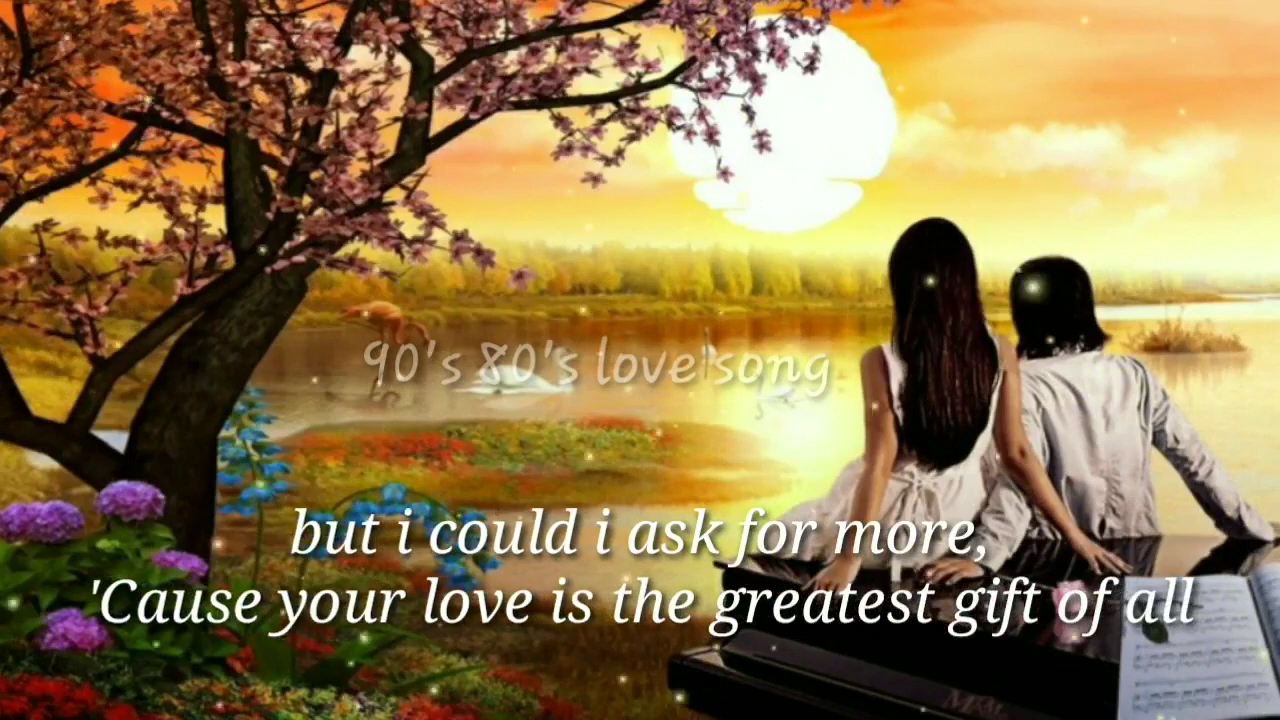 90's 80's love song
but i could i ask for more,
'Cause your love is the greatest gift of all